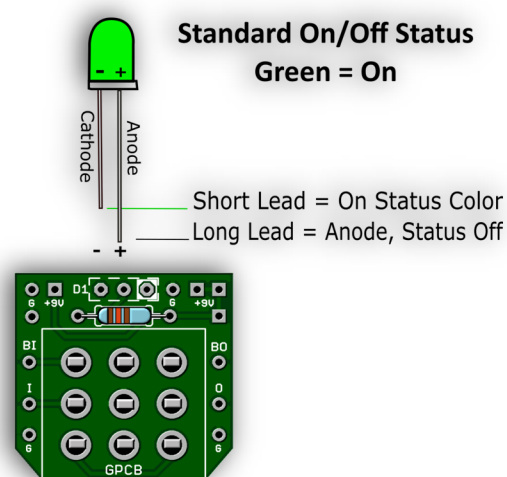 Standard On/Off Status
Green = On
- +
Cathode
Anode
Short Lead = On Status Color
Long Lead = Anode, Status Off
- +
D1
G +9V
G +9V
BI
BO
I
O
G
G
GPCB